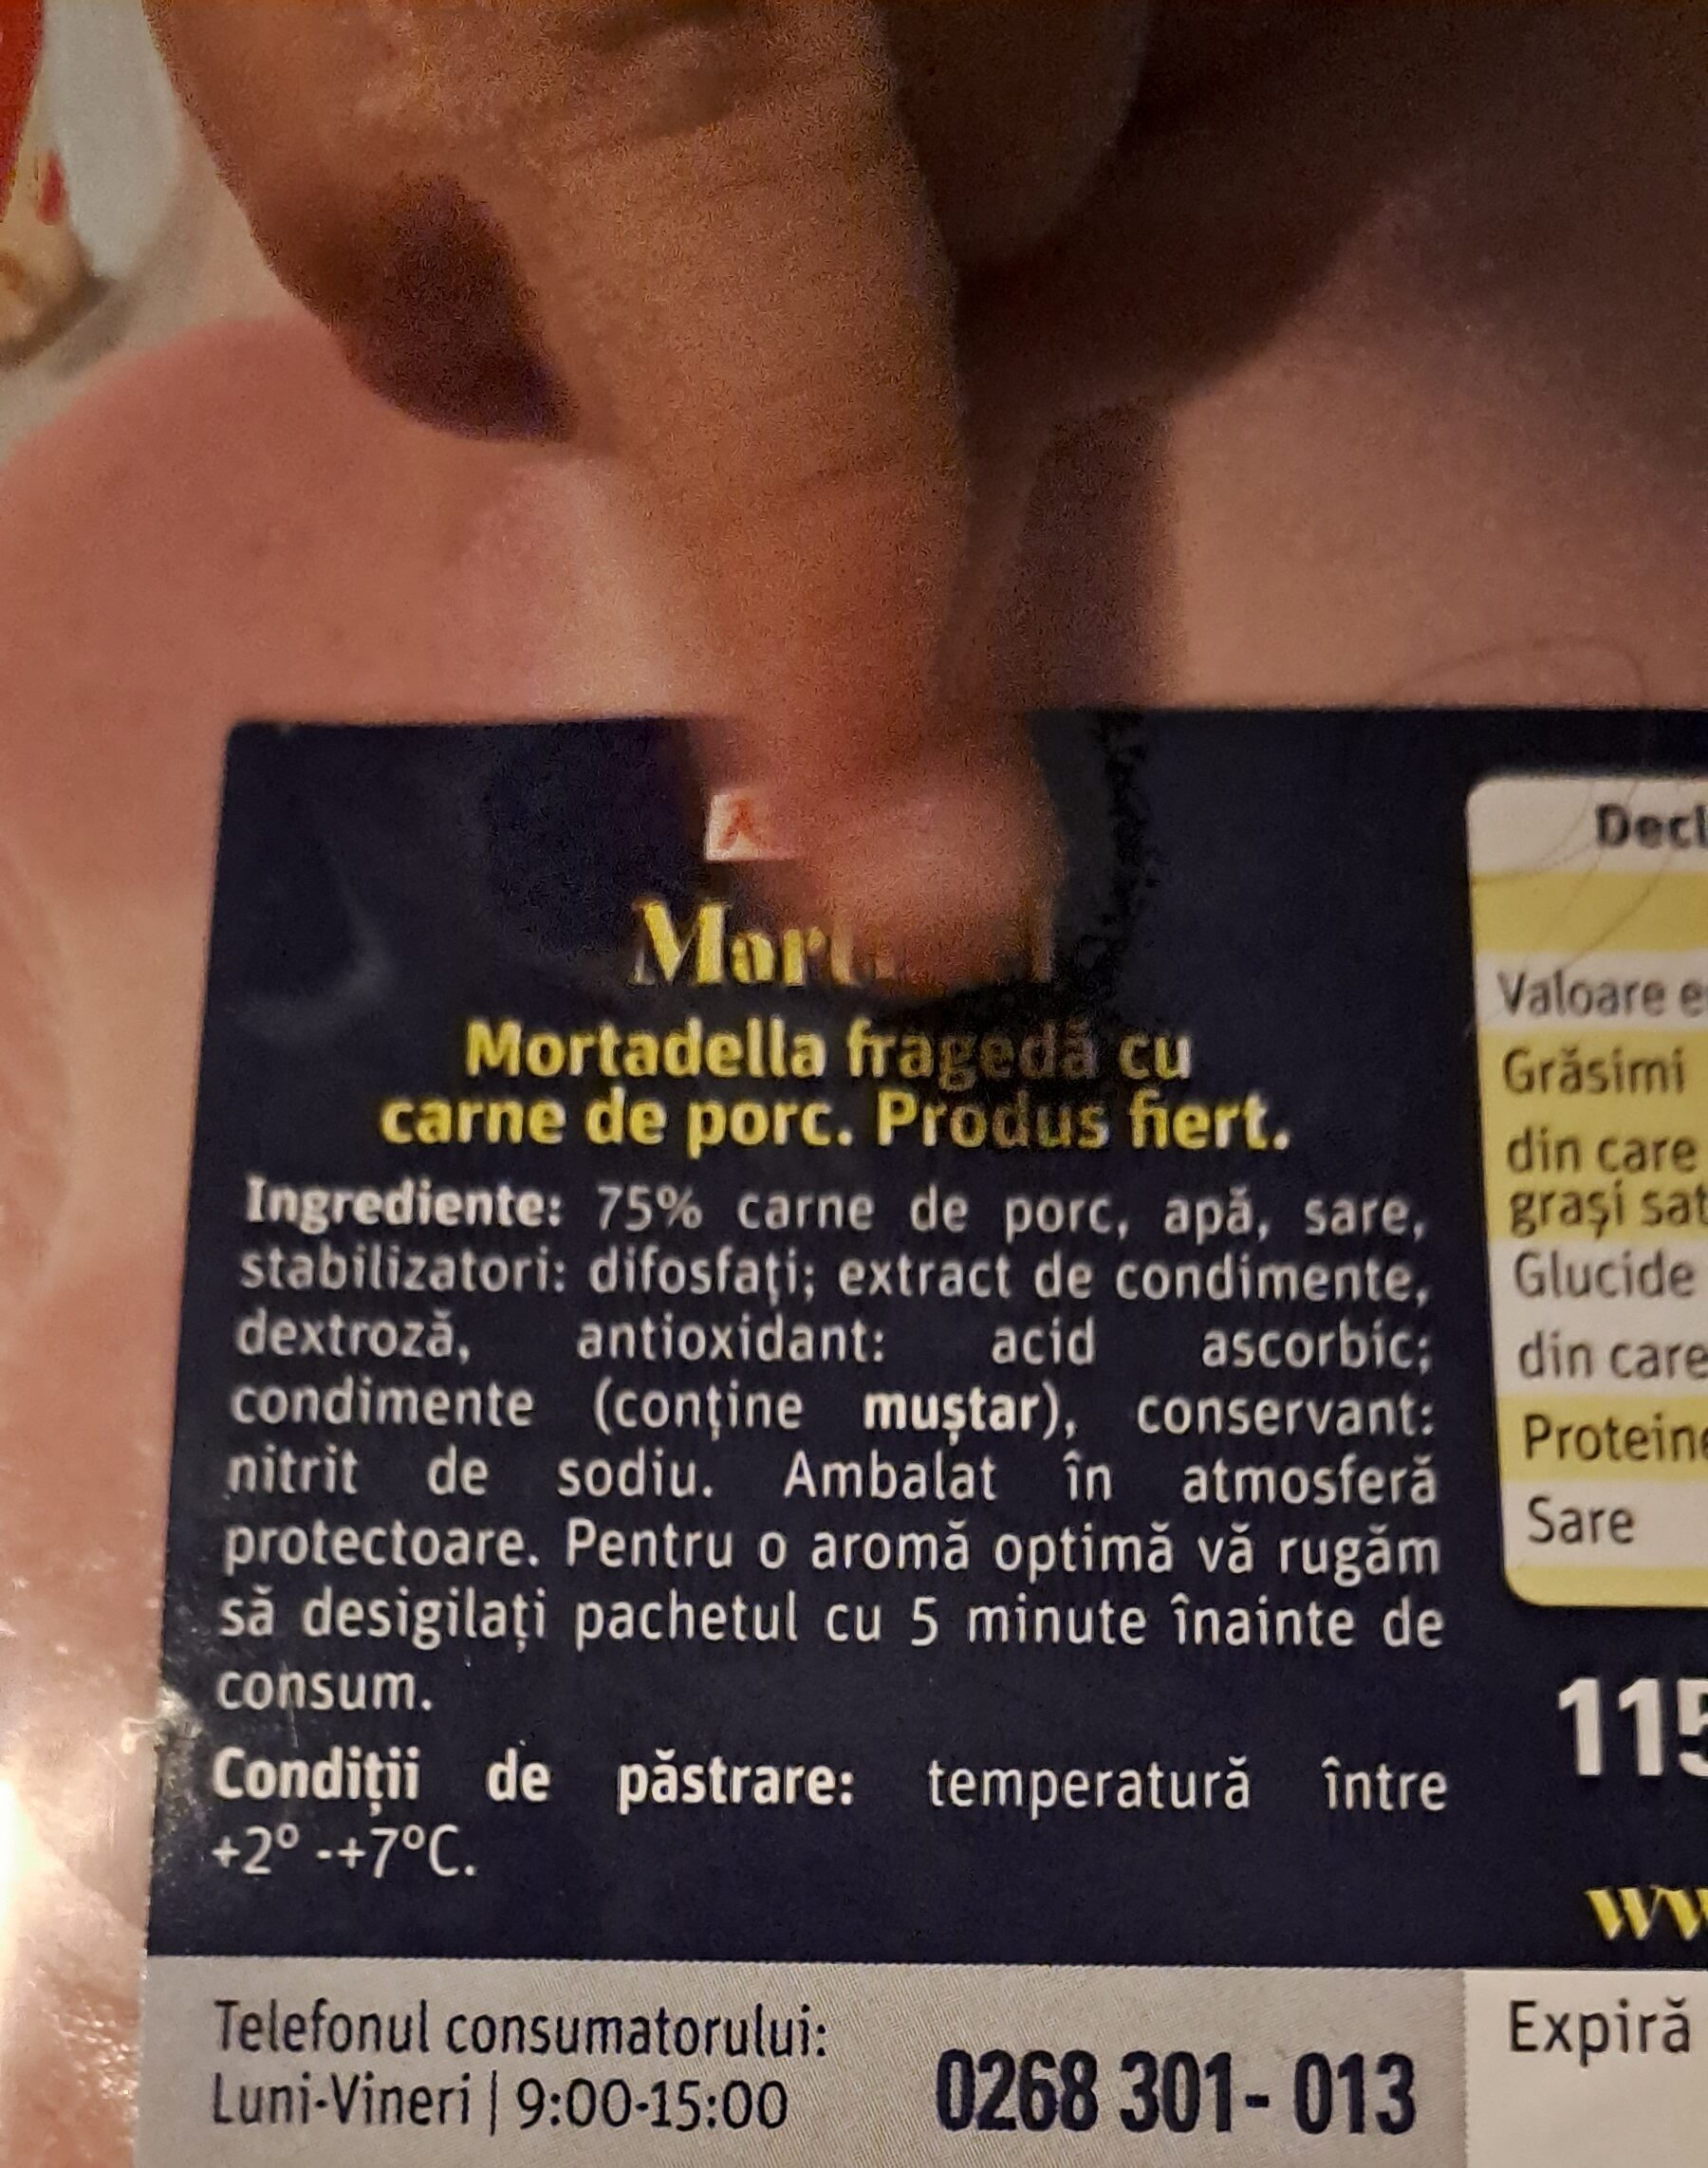 Mortadella fragedă cu
carne de porc. Produs fiert.
Ingrediente: 75% carne de porc, apă, sare,
stabilizatori: difosfați; extract de condimente,
dextroză, antioxidant: acid ascorbic;
condimente (conține muștar), conservant:
nitrit de sodiu. Ambalat în atmosferă
protectoare. Pentru o aromă optimă vă rugăm
să desigilați pachetul cu 5 minute înainte de
consum.
Condiții de păstrare: temperatură între
+2° -+7°C.
Telefonul consumatorului:
Luni-Vineri | 9:00-15:00
0268 301- 013
Valoare
Grăsimi
din care
grași
Glucide
din care
Sare
Expiră